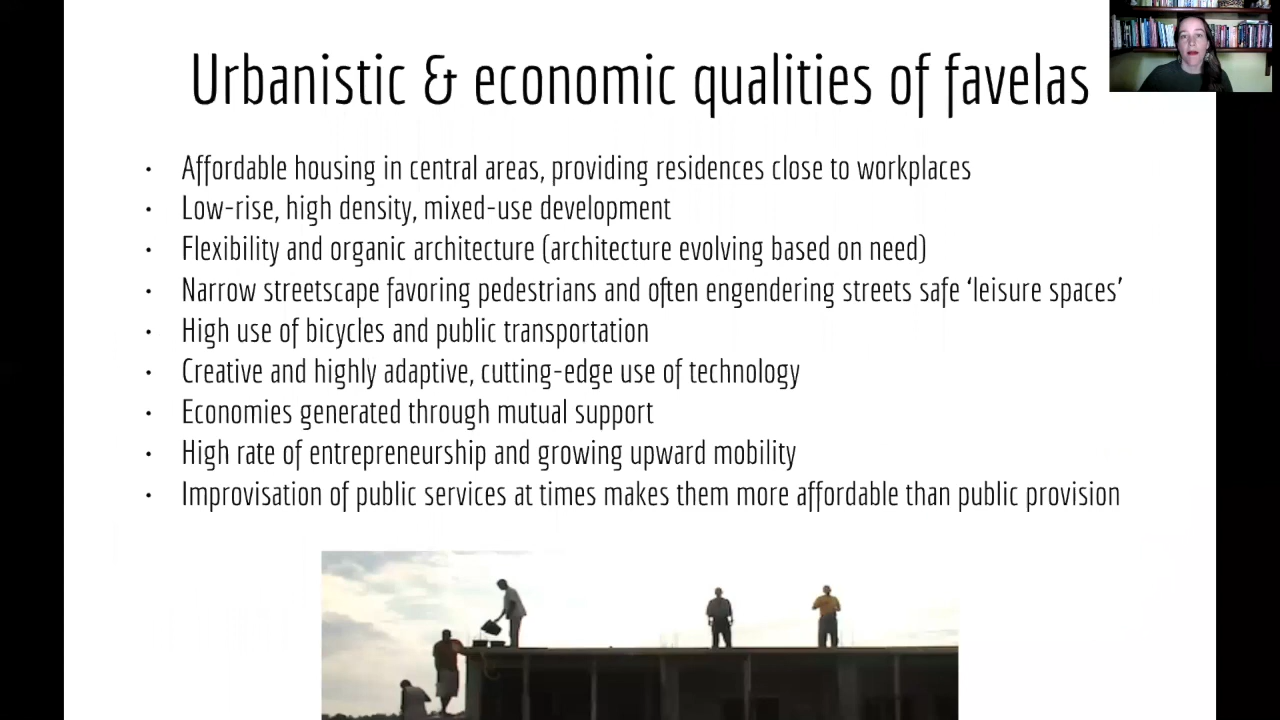 Urbanistic & economic qualities of favelas
• Affordable housing in central areas, providing residences close to workplaces
• Low-rise, high density, mixed-use development
• Flexibility and organic architecture (architecture evolving based on need)
• Narrow streetscape favoring pedestrians and often engendering streets safe ‘leisure spaces’
• High use of bicycles and public transportation
• Creative and highly adaptive, cutting-edge use of technology
• Economies generated through mutual support
• High rate of entrepreneurship and growing upward mobility
• Improvisation of public services at times makes them more affordable than public provision